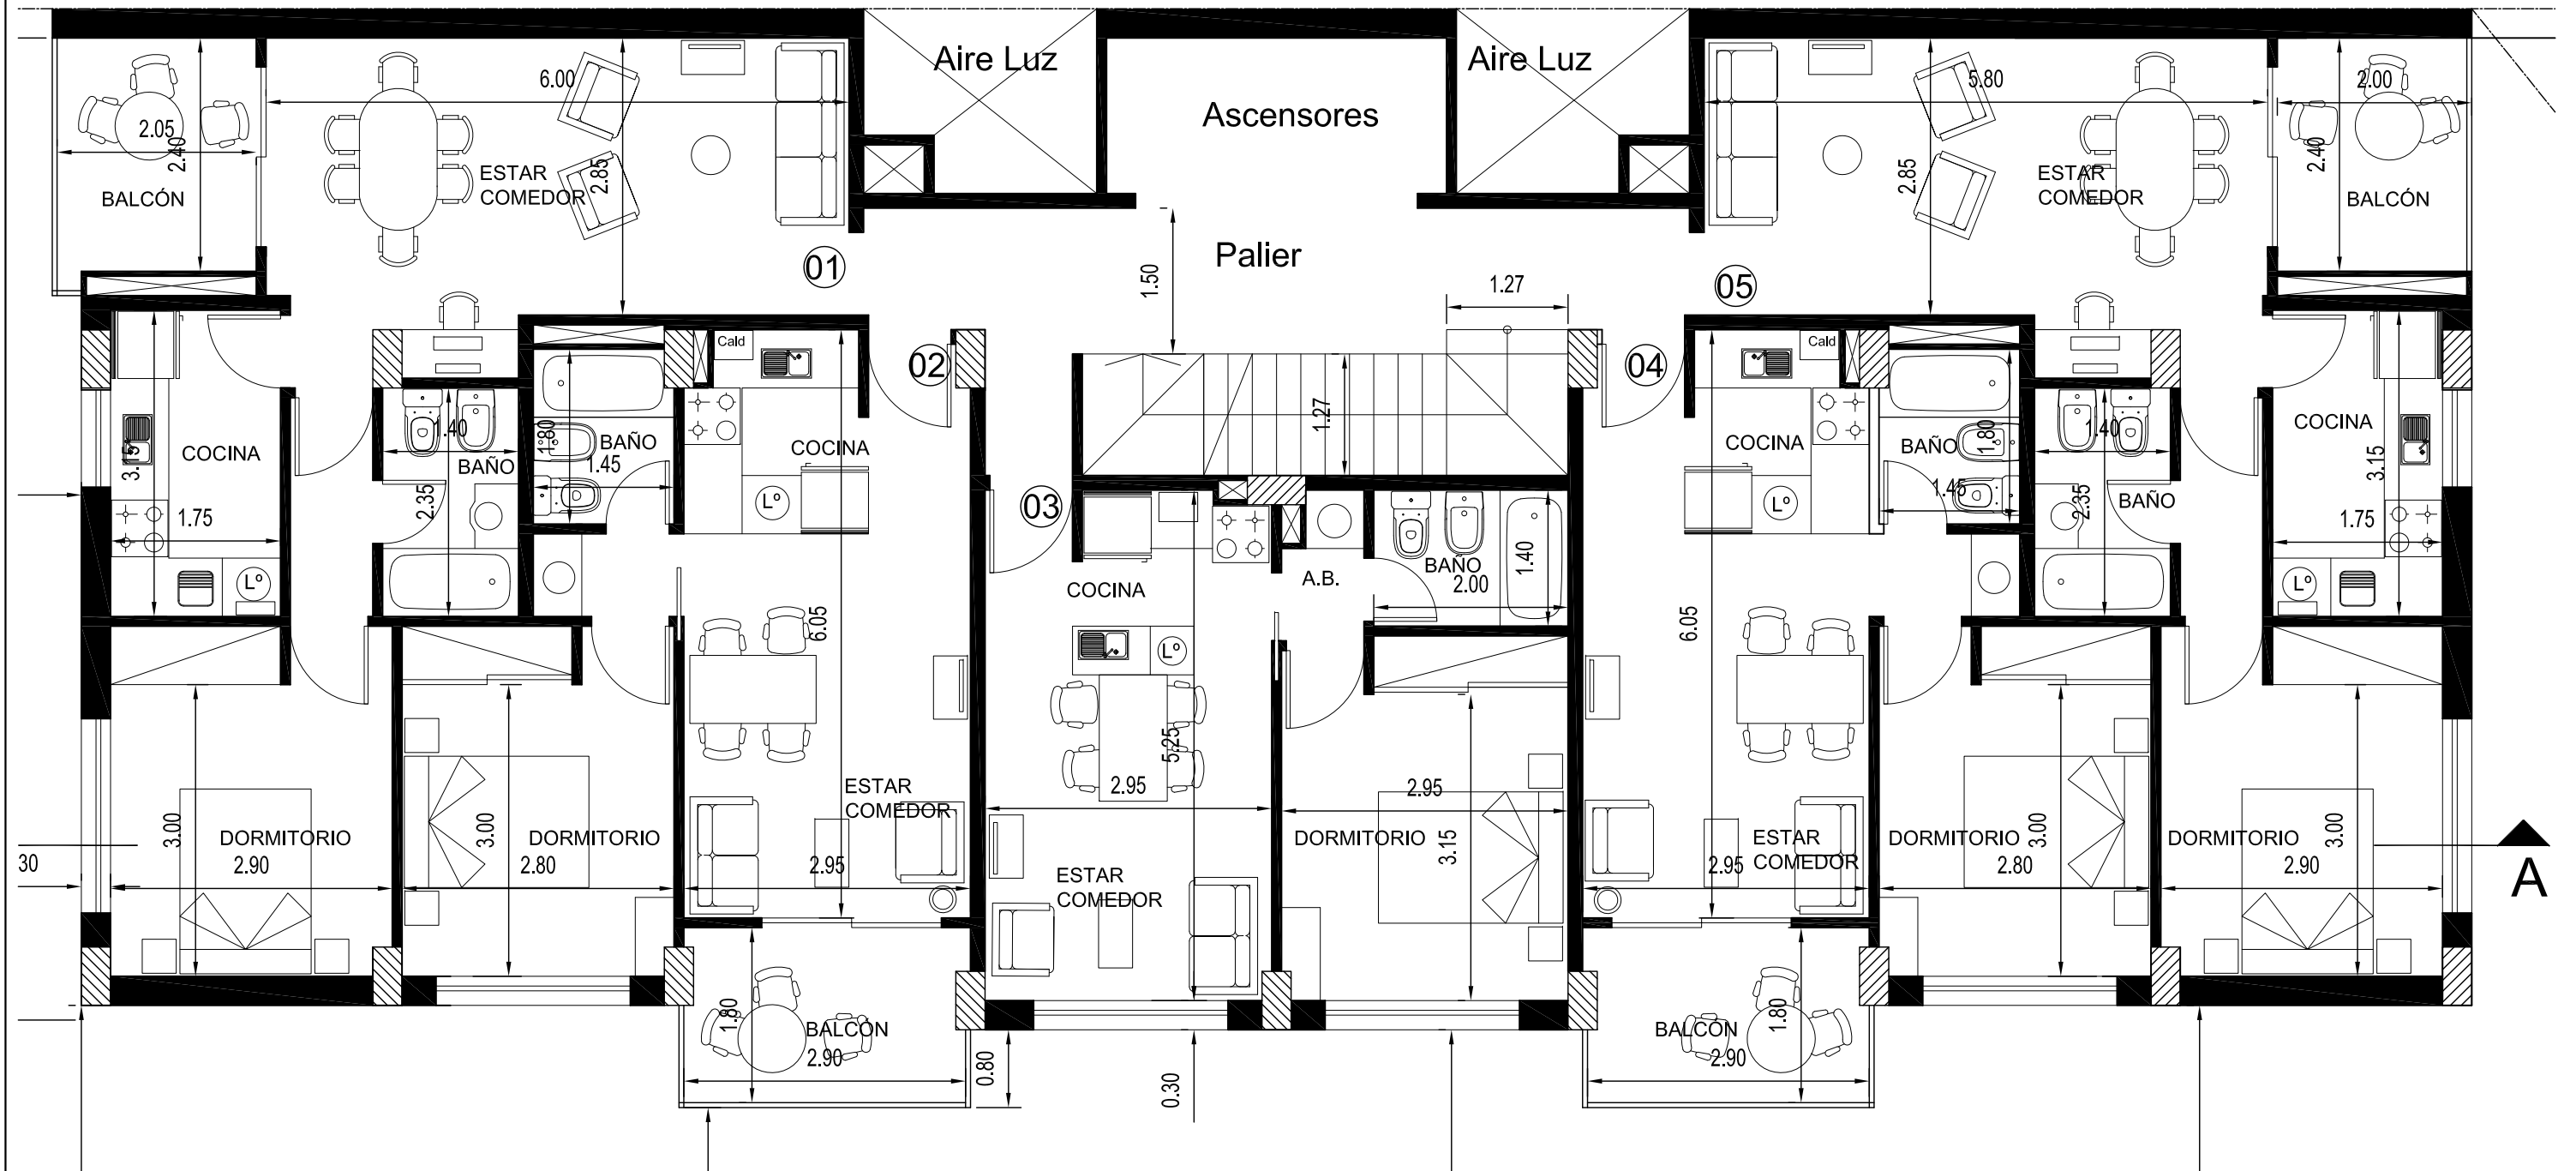 Aire Luz
Aire Luz
Ascensores
Palier
6.00
2.05
2.40
BALCÓN
ESTAR
COMEDOR
2.85
01
5.80
2.00
2.40
BALCÓN
ESTAR
COMEDOR
2.85
05
1.50
1.27
1.27
02
03
04
Cald
Cald
COCINA
3.15
1.75
Lº
1.40
BAÑO
2.35
1.80
BAÑO
1.45
COCINA
Lº
6.05
COCINA
Lº
A.B.
BAÑO
2.00
1.40
COCINA
Lº
6.05
BAÑO
1.80
1.45
1.40
BAÑO
2.35
COCINA
3.15
1.75
Lº
30
DORMITORIO
2.90
3.00
DORMITORIO
2.80
3.00
ESTAR
COMEDOR
2.95
5.25
2.95
ESTAR
COMEDOR
2.95
DORMITORIO
3.15
ESTAR
COMEDOR
2.95
DORMITORIO
2.80
3.00
DORMITORIO
2.90
3.00
A
1.80
BALCÓN
2.90
0.80
0.30
BALCÓN
2.90
1.80